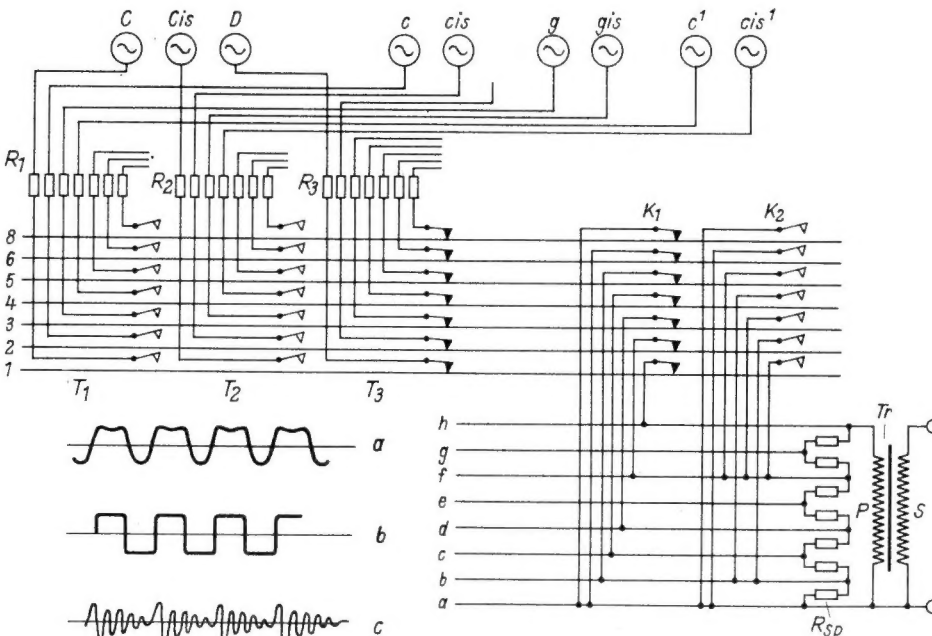 C Cis D c cis g gis c¹ cis¹
R₁ R₂ R₃
K₁ K₂
8
6
5
4
3
2
1
T₁ T₂ T₃
h
g
f
e
d
c
b
a
Tr
P S
R_SD
a
b
c